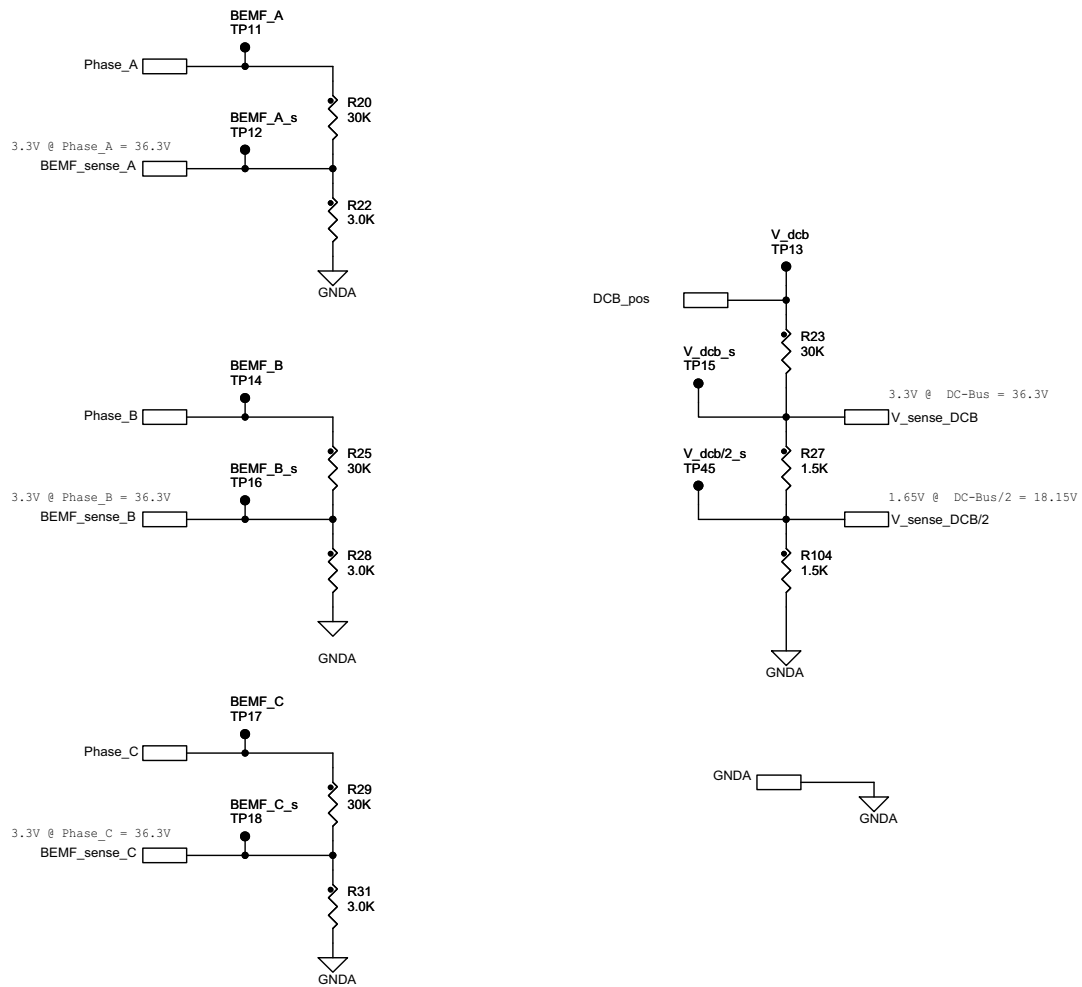 BEMF_A
TP11
Phase_A
R20
30K
BEMF_A_s
TP12
3.3V @ Phase_A = 36.3V
BEMF_sense_A
R22
3.0K
GNDA
BEMF_B
TP14
Phase_B
R25
30K
BEMF_B_s
TP16
3.3V @ Phase_B = 36.3V
BEMF_sense_B
R28
3.0K
GNDA
BEMF_C
TP17
Phase_C
R29
30K
BEMF_C_s
TP18
3.3V @ Phase_C = 36.3V
BEMF_sense_C
R31
3.0K
GNDA
V_dcb
TP13
DCB_pos
R23
30K
V_dcb_s
TP15
3.3V @ DC-Bus = 36.3V
V_sense_DCB
R27
1.5K
V_dcb/2_s
TP45
1.65V @ DC-Bus/2 = 18.15V
V_sense_DCB/2
R104
1.5K
GNDA
GNDA
GNDA